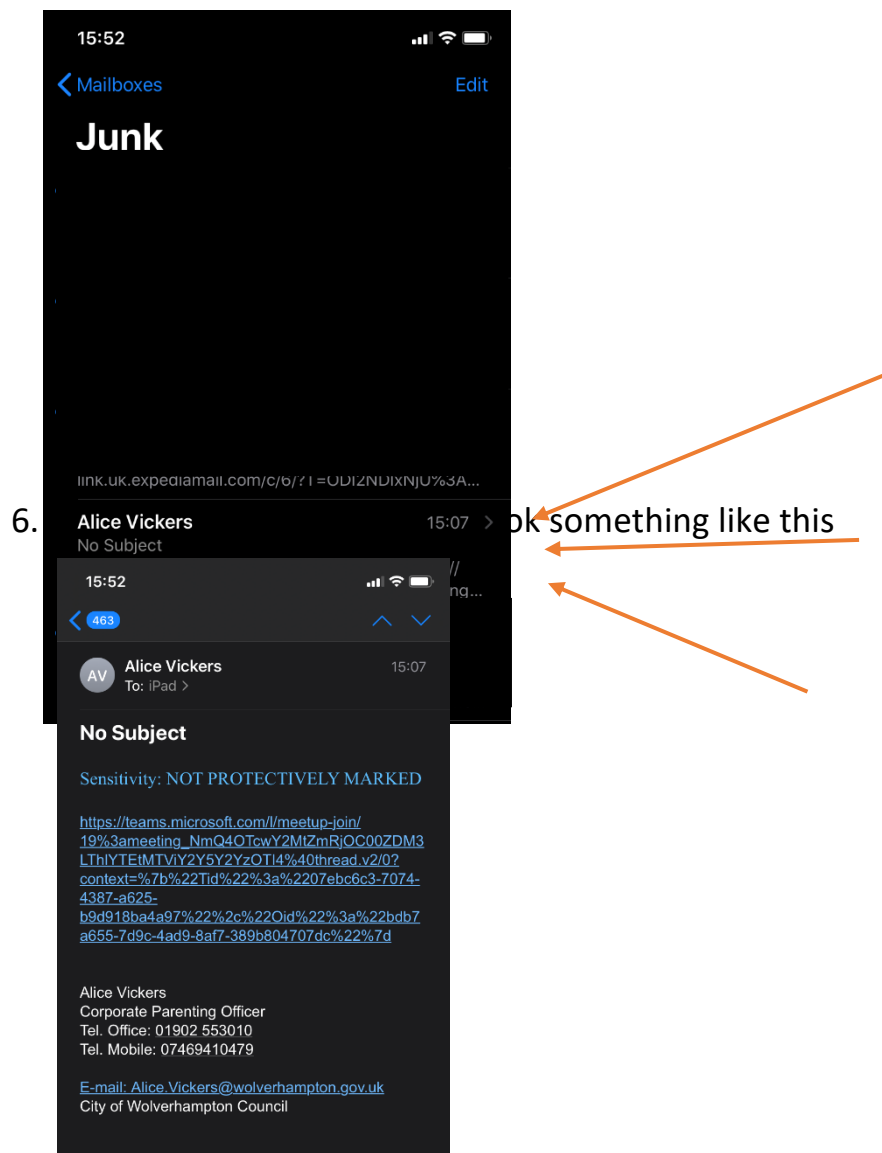 15:52
Mailboxes
Edit
Junk
link.uk.expediamail.com/c/6/?T=ODI2NDIxNjU%3A...
6.
Alice Vickers
15:07
something like this
No Subject
15:52
463
AV
Alice Vickers
15:07
To: iPad
No Subject
Sensitivity: NOT PROTECTIVELY MARKED
https://teams.microsoft.com/l/meetup-join/
19%3ameeting_NmQ4OTcwY2MtZmRjOC00ZDM3
LThlYTEtMTViY2Y5Y2YzOTI4%40thread.v2/0?
context=%7b%22Tid%22%3a%2207ebc6c3-7074-
4387-a625-
b9d918ba4a97%22%2c%22Oid%22%3a%22bdb7
a655-7d9c-4ad9-8af7-389b804707dc%22%7d
Alice Vickers
Corporate Parenting Officer
Tel. Office: 01902 553010
Tel. Mobile: 07469410479
E-mail: Alice.Vickers@wolverhampton.gov.uk
City of Wolverhampton Council